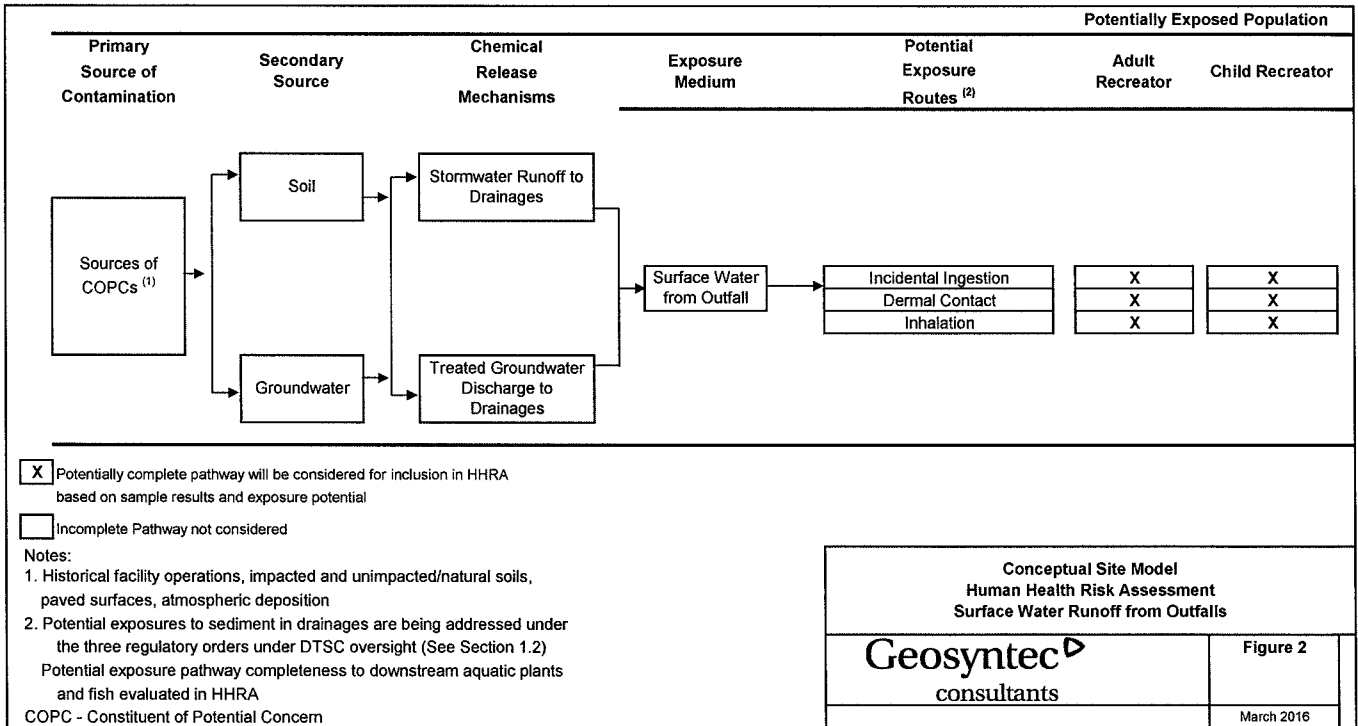 Potentially Exposed Population
Primary
Source of
Contamination
Secondary
Source
Chemical
Release
Mechanisms
Exposure
Medium
Potential
Exposure
Routes (2)
Adult
Recreator
Child Recreator
Sources of
COPCs (1)
Soil
Groundwater
Stormwater Runoff to
Drainages
Treated Groundwater
Discharge to
Drainages
Surface Water
from Outfall
Incidental Ingestion X X
Dermal Contact X X
Inhalation X X
X Potentially complete pathway will be considered for inclusion in HHRA
based on sample results and exposure potential
Incomplete Pathway not considered
Notes:
1. Historical facility operations, impacted and unimpacted/natural soils,
paved surfaces, atmospheric deposition
2. Potential exposures to sediment in drainages are being addressed under
the three regulatory orders under DTSC oversight (See Section 1.2)
Potential exposure pathway completeness to downstream aquatic plants
and fish evaluated in HHRA
COPC - Constituent of Potential Concern
Conceptual Site Model
Human Health Risk Assessment
Surface Water Runoff from Outfalls
Geosyntec
consultants
Figure 2
March 2016